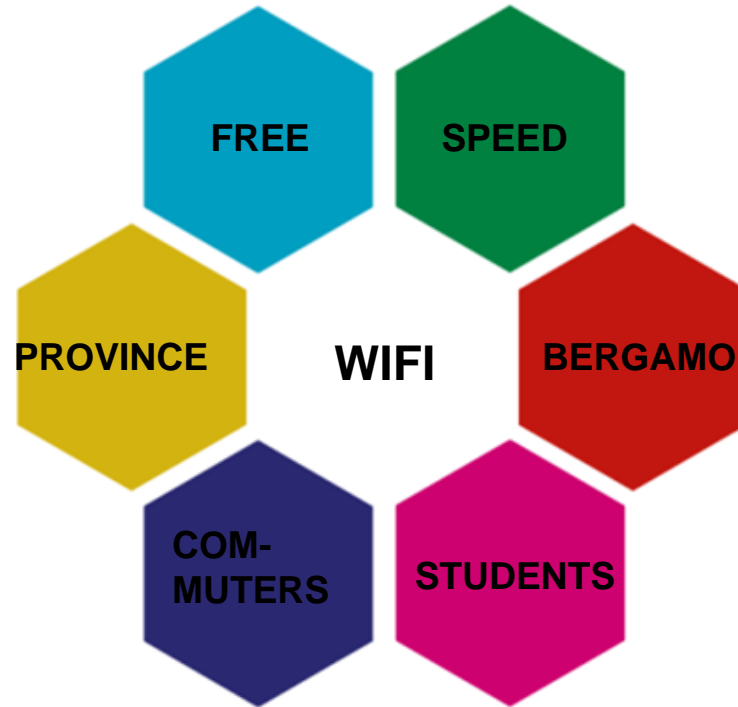 FREE
SPEED
PROVINCE
WIFI
BERGAMO
COM-
MUTERS
STUDENTS